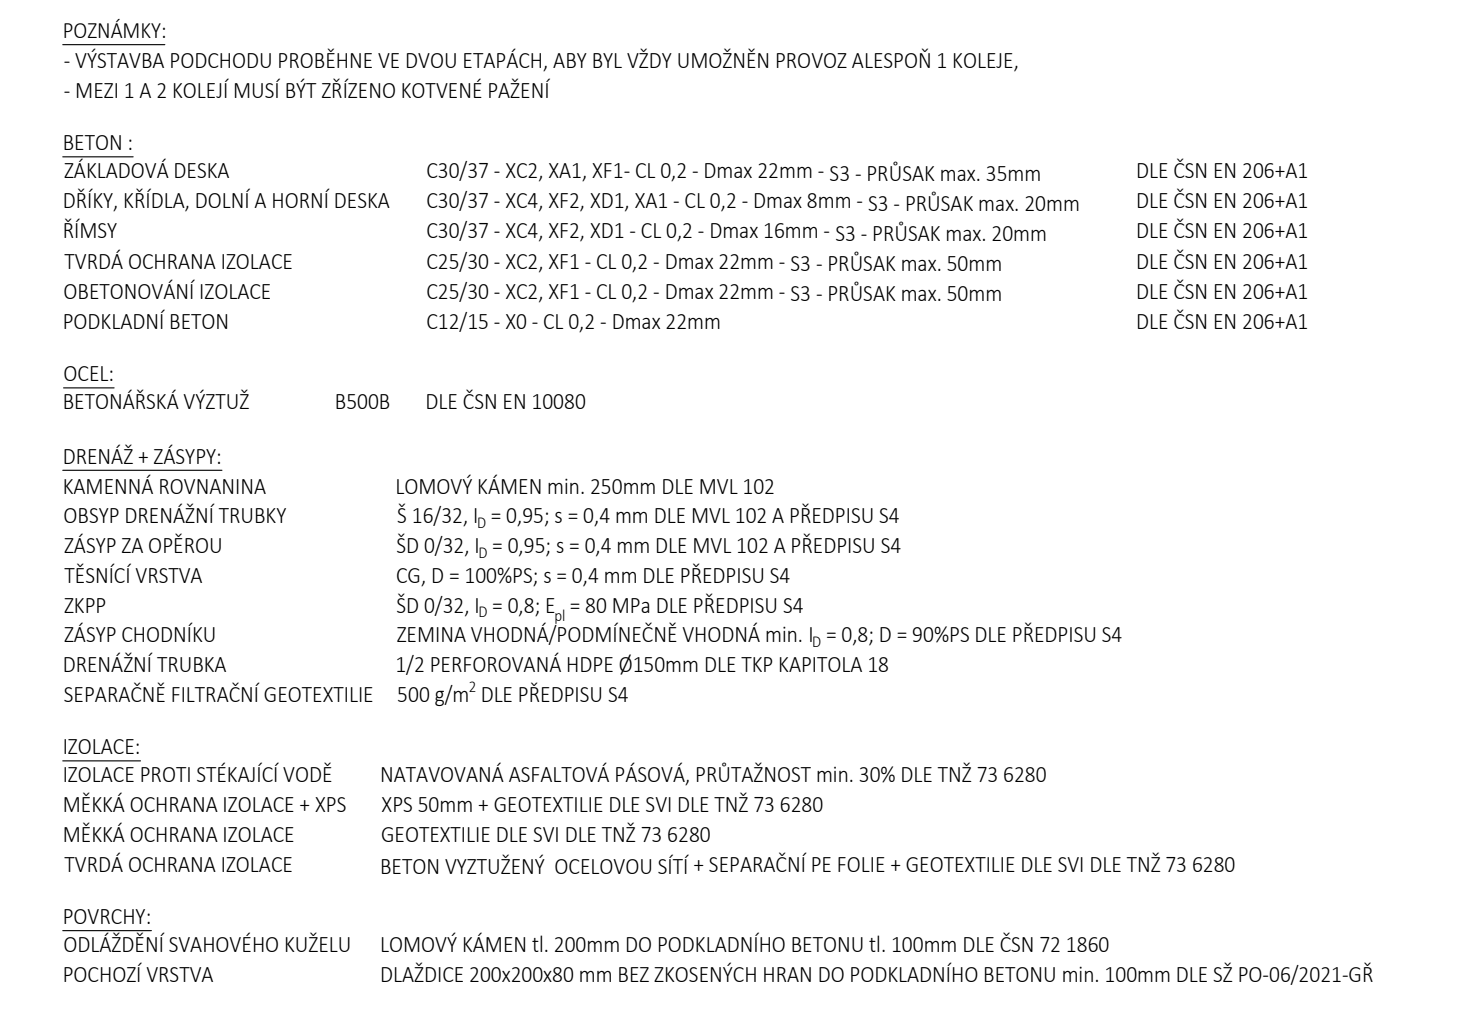 POZNÁMKY:
- VÝSTAVBA PODCHODU PROBĚHNE VE DVOU ETAPÁCH, ABY BYL VŽDY UMOŽNĚN PROVOZ ALESPOŇ 1 KOLEJE,
- MEZI 1 A 2 KOLEJÍ MUSÍ BÝT ZŘÍZENO KOTVENÉ PAŽENÍ
BETON :
ZÁKLADOVÁ DESKA C30/37 - XC2, XA1, XF1- CL 0,2 - Dmax 22mm - S3 - PRŮSAK max. 35mm DLE ČSN EN 206+A1
DŘÍKY, KŘÍDLA, DOLNÍ A HORNÍ DESKA C30/37 - XC4, XF2, XD1, XA1 - CL 0,2 - Dmax 8mm - S3 - PRŮSAK max. 20mm DLE ČSN EN 206+A1
ŘÍMSY C30/37 - XC4, XF2, XD1 - CL 0,2 - Dmax 16mm - S3 - PRŮSAK max. 20mm DLE ČSN EN 206+A1
TVRDÁ OCHRANA IZOLACE C25/30 - XC2, XF1 - CL 0,2 - Dmax 22mm - S3 - PRŮSAK max. 50mm DLE ČSN EN 206+A1
OBETONOVÁNÍ IZOLACE C25/30 - XC2, XF1 - CL 0,2 - Dmax 22mm - S3 - PRŮSAK max. 50mm DLE ČSN EN 206+A1
PODKLADNÍ BETON C12/15 - X0 - CL 0,2 - Dmax 22mm DLE ČSN EN 206+A1
OCEL:
BETONÁŘSKÁ VÝZTUŽ B500B DLE ČSN EN 10080
DRENÁŽ + ZÁSYPY:
KAMENNÁ ROVNANINA LOMOVÝ KÁMEN min. 250mm DLE MVL 102
OBSYP DRENÁŽNÍ TRUBKY Š 16/32, I_D = 0,95; s = 0,4 mm DLE MVL 102 A PŘEDPISU S4
ZÁSYP ZA OPĚROU ŠD 0/32, I_D = 0,95; s = 0,4 mm DLE MVL 102 A PŘEDPISU S4
TĚSNÍCÍ VRSTVA CG, D = 100%PS; s = 0,4 mm DLE PŘEDPISU S4
ZKPP ŠD 0/32, I_D = 0,8; E_pl = 80 MPa DLE PŘEDPISU S4
ZÁSYP CHODNÍKU ZEMINA VHODNÁ/PODMÍNEČNĚ VHODNÁ min. I_D = 0,8; D = 90%PS DLE PŘEDPISU S4
DRENÁŽNÍ TRUBKA 1/2 PERFOROVANÁ HDPE Ø150mm DLE TKP KAPITOLA 18
SEPARAČNĚ FILTRAČNÍ GEOTEXTILIE 500 g/m² DLE PŘEDPISU S4
IZOLACE:
IZOLACE PROTI STÉKAJÍCÍ VODĚ NATAVOVANÁ ASFALTOVÁ PÁSOVÁ, PRŮTAŽNOST min. 30% DLE TNŽ 73 6280
MĚKKÁ OCHRANA IZOLACE + XPS XPS 50mm + GEOTEXTILIE DLE SVI DLE TNŽ 73 6280
MĚKKÁ OCHRANA IZOLACE GEOTEXTILIE DLE SVI DLE TNŽ 73 6280
TVRDÁ OCHRANA IZOLACE BETON VYZTUŽENÝ OCELOVOU SÍTÍ + SEPARAČNÍ PE FOLIE + GEOTEXTILIE DLE SVI DLE TNŽ 73 6280
POVRCHY:
ODLÁŽDĚNÍ SVAHOVÉHO KUŽELU LOMOVÝ KÁMEN tl. 200mm DO PODKLADNÍHO BETONU tl. 100mm DLE ČSN 72 1860
POCHOZÍ VRSTVA DLAŽDICE 200x200x80 mm BEZ ZKOSENÝCH HRAN DO PODKLADNÍHO BETONU min. 100mm DLE SŽ PO-06/2021-GŘ